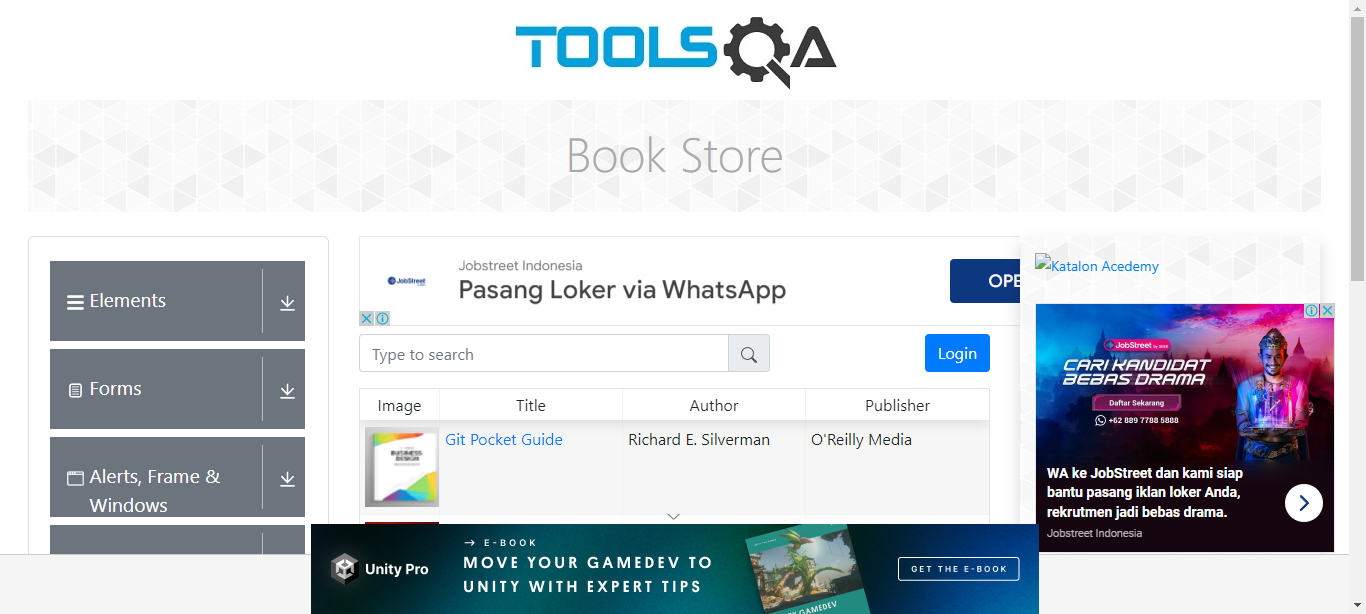 TOOLSQA
Book Store
Elements
Forms
Alerts, Frame &
Windows
JobStreet
Jobstreet Indonesia
Pasang Loker via WhatsApp
OPE
Type to search
Login
Image Title Author Publisher
BUSINESS
DESIGN
Git Pocket Guide Richard E. Silverman O'Reilly Media
Katalon Acedemy
JobStreet by SEEK
CARI KANDIDAT
BEBAS DRAMA
Daftar Sekarang
+62 889 7788 5888
WA ke JobStreet dan kami siap
bantu pasang iklan loker Anda,
rekrutmen jadi bebas drama.
Jobstreet Indonesia
Unity Pro
→ E-BOOK
MOVE YOUR GAMEDEV TO
UNITY WITH EXPERT TIPS
GAMEDEV
GET THE E-BOOK